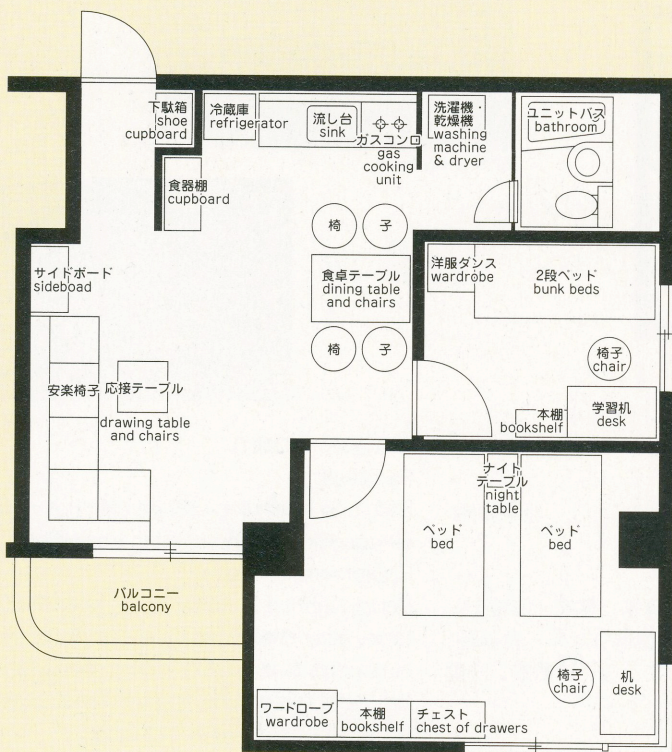 下駄箱
shoe
cupboard
冷蔵庫
refrigerator
流し台
sink
ガスコンロ
gas
cooking
unit
洗濯機・
乾燥機
washing
machine
& dryer
ユニットバス
bathroom
食器棚
cupboard
椅 子
食卓テーブル
dining table
and chairs
椅 子
洋服ダンス
wardrobe
2段ベッド
bunk beds
椅子
chair
本棚
bookshelf
学習机
desk
サイドボード
sideboad
安楽椅子
応接テーブル
drawing table
and chairs
ナイト
テーブル
night
table
ベッド
bed
ベッド
bed
バルコニー
balcony
椅子
chair
机
desk
ワードローブ
wardrobe
本棚
bookshelf
チェスト
chest of drawers